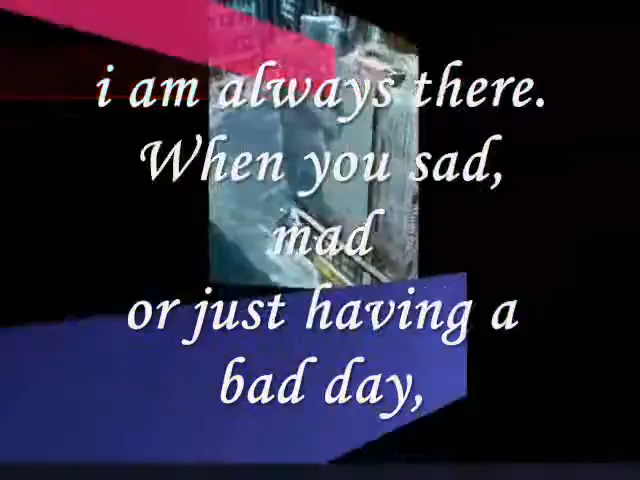 i am always there.
When you sad,
mad
or just having a
bad day,